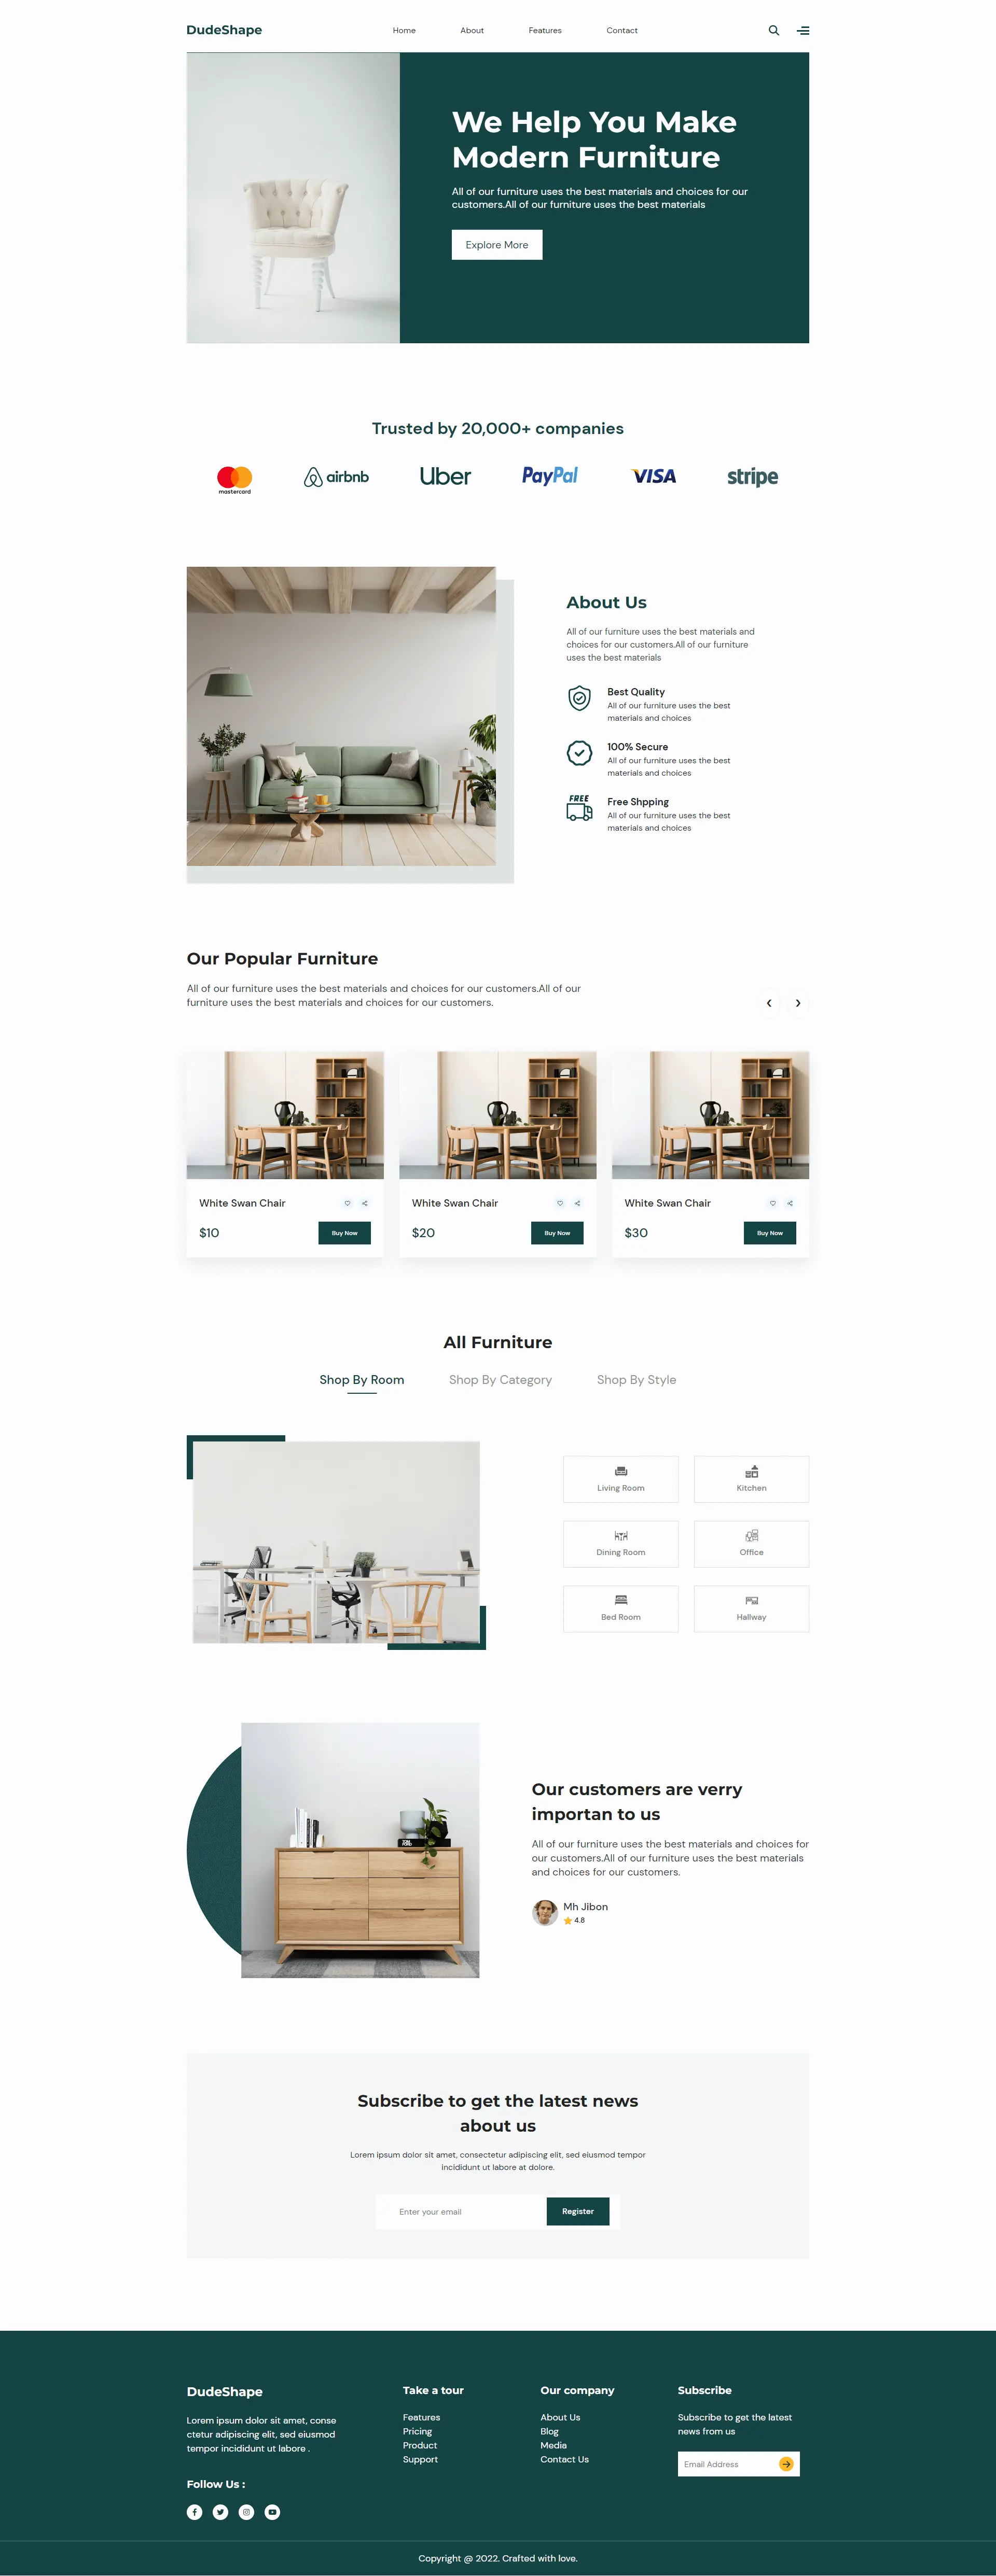 DudeShape
Home
About
Features
Contact
We Help You Make
Modern Furniture
All of our furniture uses the best materials and choices for our
customers.All of our furniture uses the best materials
Explore More
Trusted by 20,000+ companies
mastercard
airbnb
Uber
PayPal
VISA
stripe
About Us
All of our furniture uses the best materials and
choices for our customers.All of our furniture
uses the best materials
Best Quality
All of our furniture uses the best
materials and choices
100% Secure
All of our furniture uses the best
materials and choices
FREE
Free Shpping
All of our furniture uses the best
materials and choices
Our Popular Furniture
All of our furniture uses the best materials and choices for our customers.All of our
furniture uses the best materials and choices for our customers.
White Swan Chair
$10
Buy Now
White Swan Chair
$20
Buy Now
White Swan Chair
$30
Buy Now
All Furniture
Shop By Room
Shop By Category
Shop By Style
Living Room
Kitchen
Dining Room
Office
Bed Room
Hallway
TOM
FORD
Our customers are verry
importan to us
All of our furniture uses the best materials and choices for
our customers.All of our furniture uses the best materials
and choices for our customers.
Mh Jibon
4.8
Subscribe to get the latest news
about us
Lorem ipsum dolor sit amet, consectetur adipiscing elit, sed eiusmod tempor
incididunt ut labore at dolore.
Enter your email
Register
DudeShape
Lorem ipsum dolor sit amet, conse
ctetur adipiscing elit, sed eiusmod
tempor incididunt ut labore .
Follow Us :
Take a tour
Features
Pricing
Product
Support
Our company
About Us
Blog
Media
Contact Us
Subscribe
Subscribe to get the latest
news from us
Email Address
Copyright @ 2022. Crafted with love.